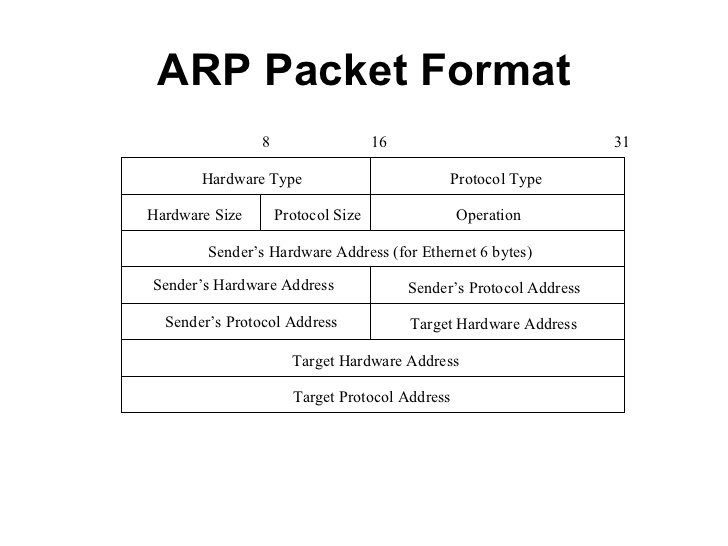 ARP Packet Format
8 16 31
Hardware Type Protocol Type
Hardware Size Protocol Size Operation
Sender’s Hardware Address (for Ethernet 6 bytes)
Sender’s Hardware Address Sender’s Protocol Address
Sender’s Protocol Address Target Hardware Address
Target Hardware Address
Target Protocol Address